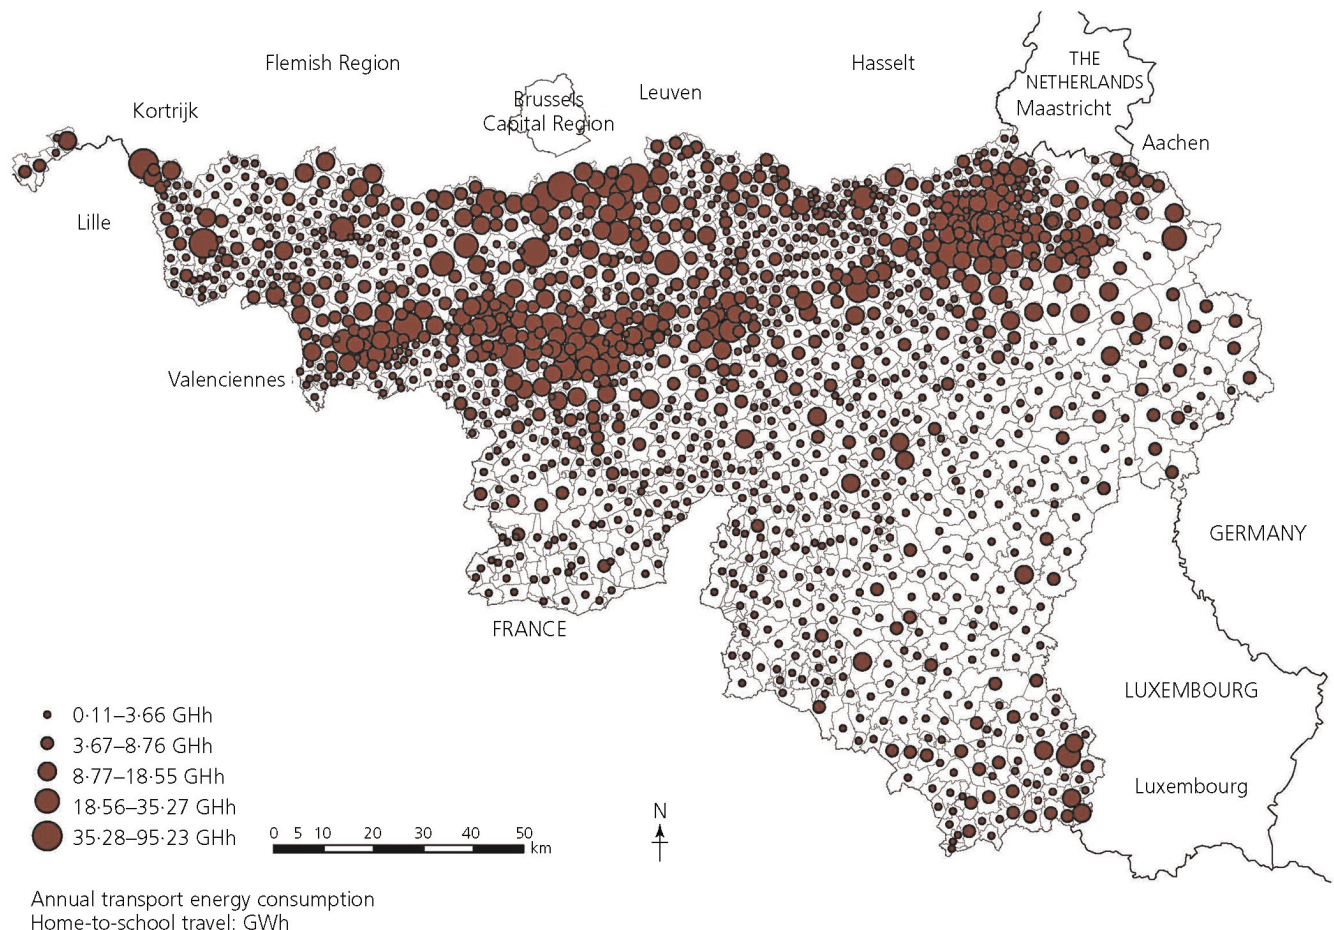 Flemish Region
Hasselt
THE
NETHERLANDS
Maastricht
Brussels
Capital Region
Leuven
Kortrijk
Aachen
Lille
Valenciennes
GERMANY
FRANCE
LUXEMBOURG
Luxembourg
0·11–3·66 GHh
3·67–8·76 GHh
8·77–18·55 GHh
18·56–35·27 GHh
35·28–95·23 GHh
0 5 10 20 30 40 50
km
N
Annual transport energy consumption
Home-to-school travel: GWh